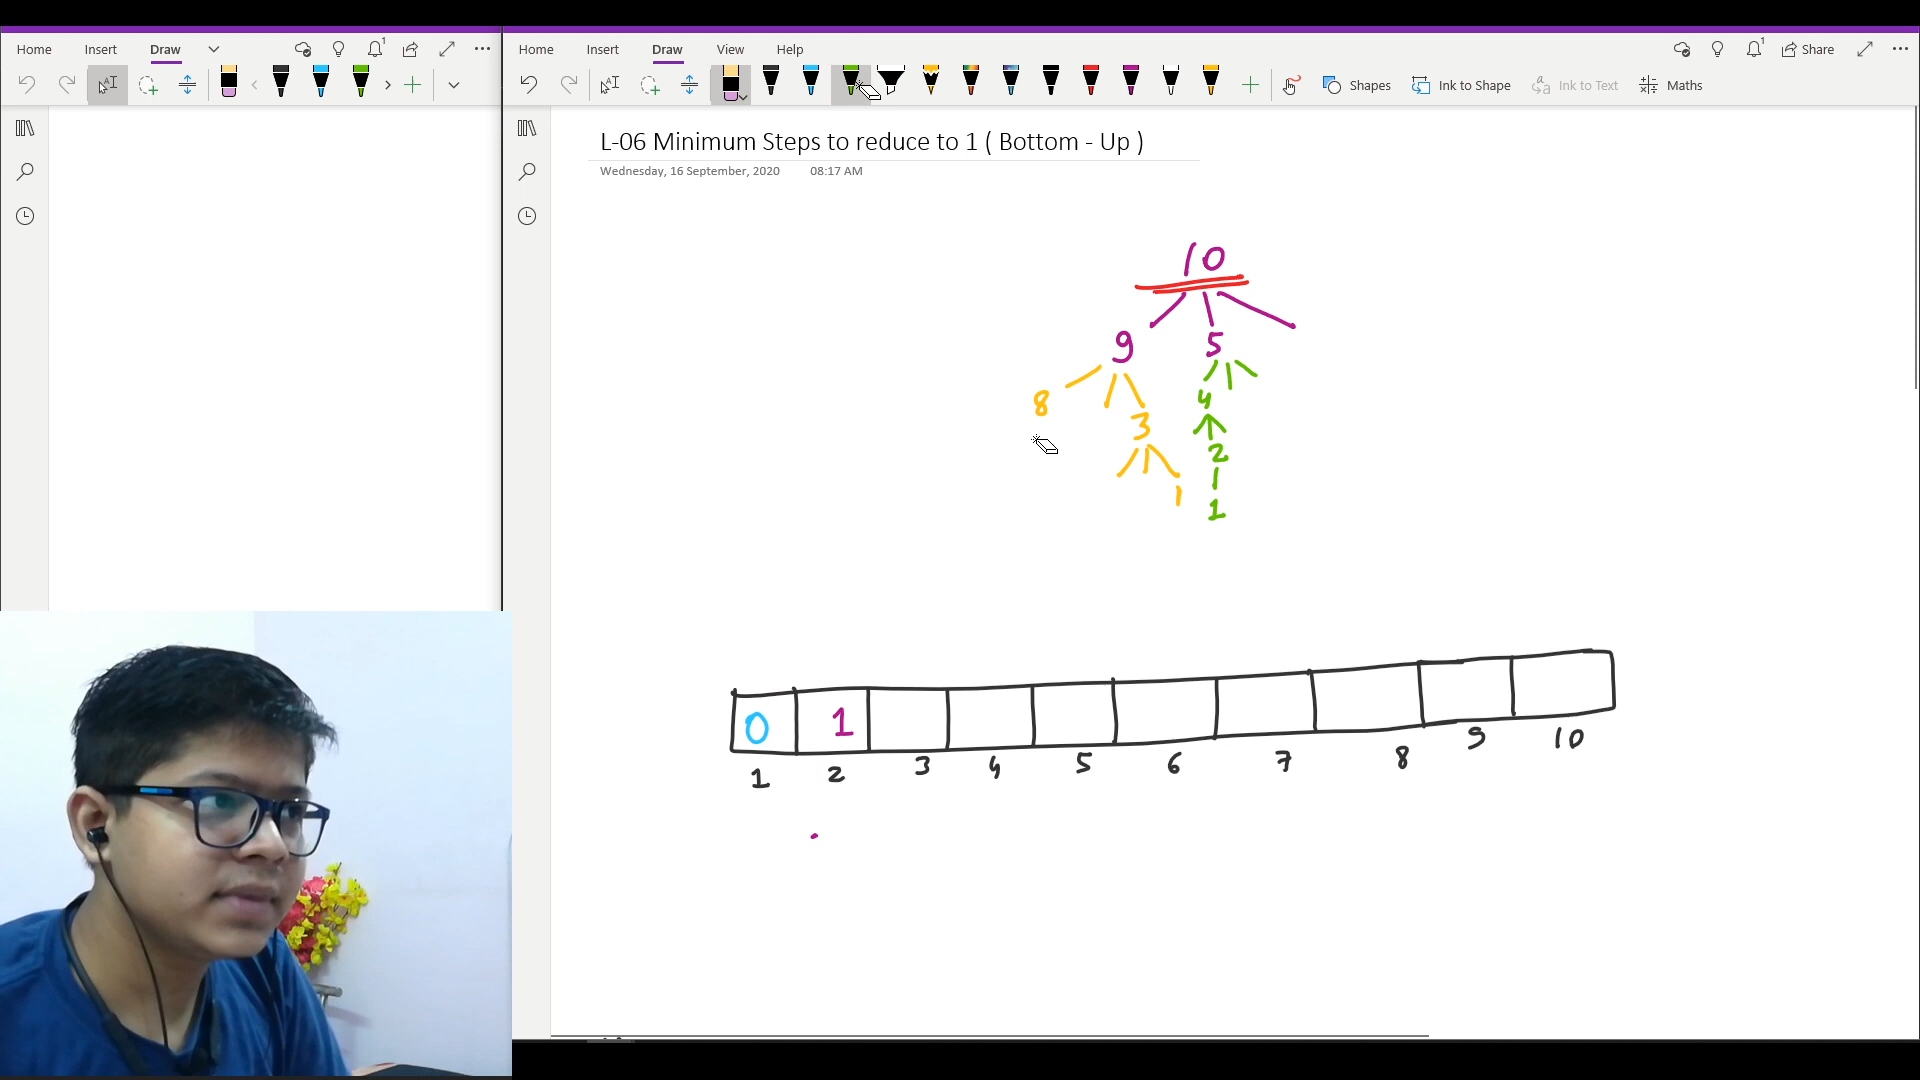 Home Insert Draw
Home Insert Draw View Help Share
Shapes Ink to Shape Ink to Text Maths
L-06 Minimum Steps to reduce to 1 ( Bottom - Up )
Wednesday, 16 September, 2020 08:17 AM
10
9 5
8 3 4
2
1 1
0 1
1 2 3 4 5 6 7 8 9 10